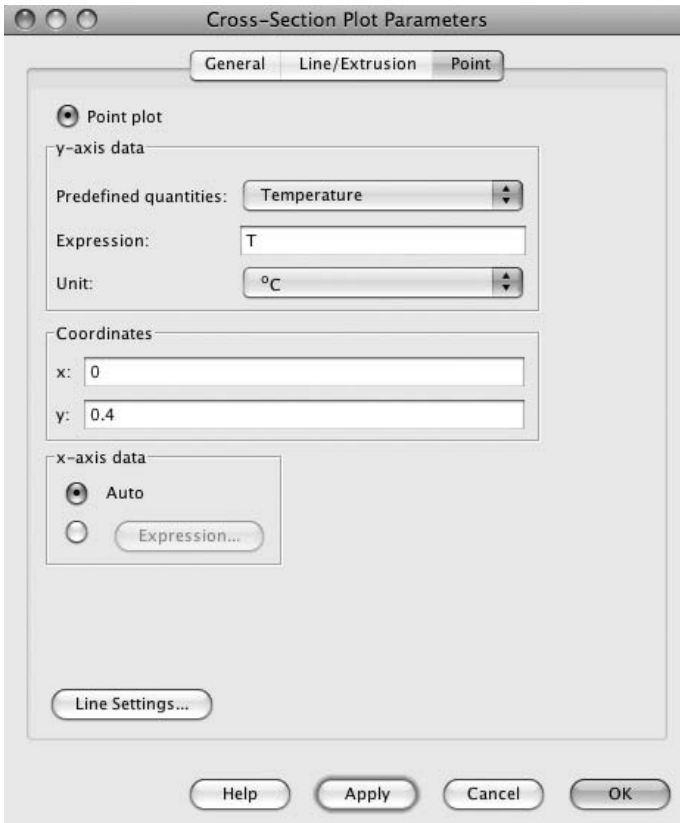 Cross-Section Plot Parameters
General Line/Extrusion Point
Point plot
y-axis data
Predefined quantities: Temperature
Expression: T
Unit: °C
Coordinates
x: 0
y: 0.4
x-axis data
Auto
Expression...
Line Settings...
Help Apply Cancel OK